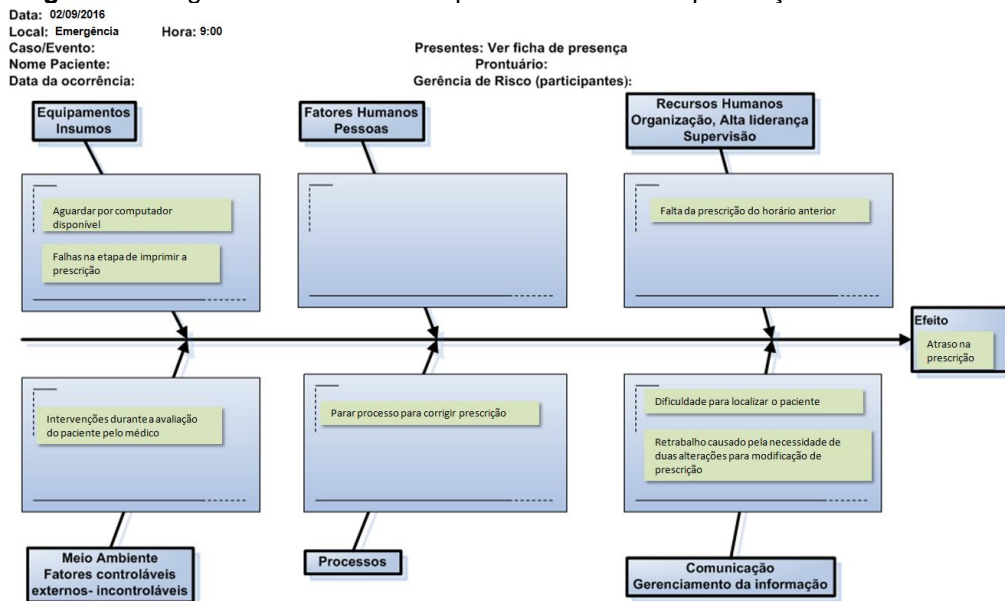 Data: 02/09/2016
Local: Emergência Hora: 9:00
Caso/Evento: Presentes: Ver ficha de presença
Nome Paciente: Prontuário:
Data da ocorrência: Gerência de Risco (participantes):
Equipamentos
Insumos
Fatores Humanos
Pessoas
Recursos Humanos
Organização, Alta liderança
Supervisão
Aguardar por computador
disponível
Falhas na etapa de imprimir a
prescrição
Falta da prescrição do horário anterior
Efeito
Atraso na
prescrição
Intervenções durante a avaliação
do paciente pelo médico
Parar processo para corrigir prescrição
Dificuldade para localizar o paciente
Retrabalho causado pela necessidade de
duas alterações para modificação de
prescrição
Meio Ambiente
Fatores controláveis
externos- incontroláveis
Processos
Comunicação
Gerenciamento da informação